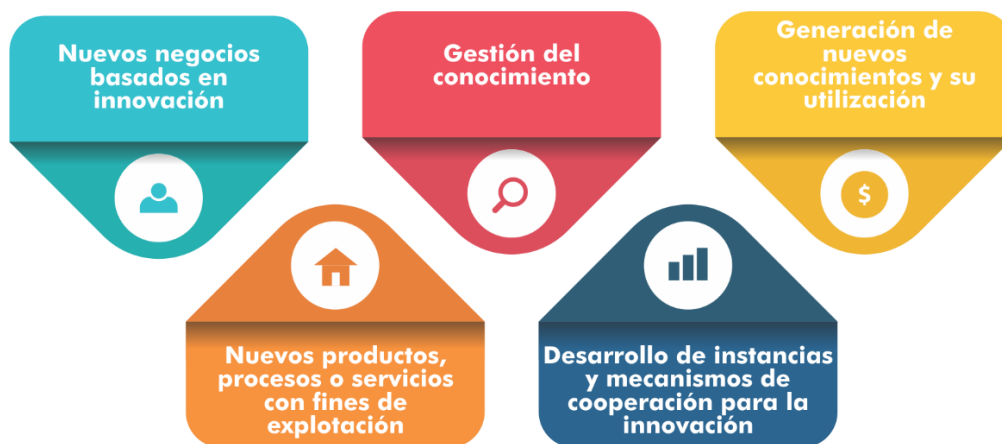 Nuevos negocios
basados en
innovación
Gestión del
conocimiento
Generación de
nuevos
conocimientos y su
utilización
$
Nuevos productos,
procesos o servicios
con fines de
explotación
Desarrollo de instancias
y mecanismos de
cooperación para la
innovación